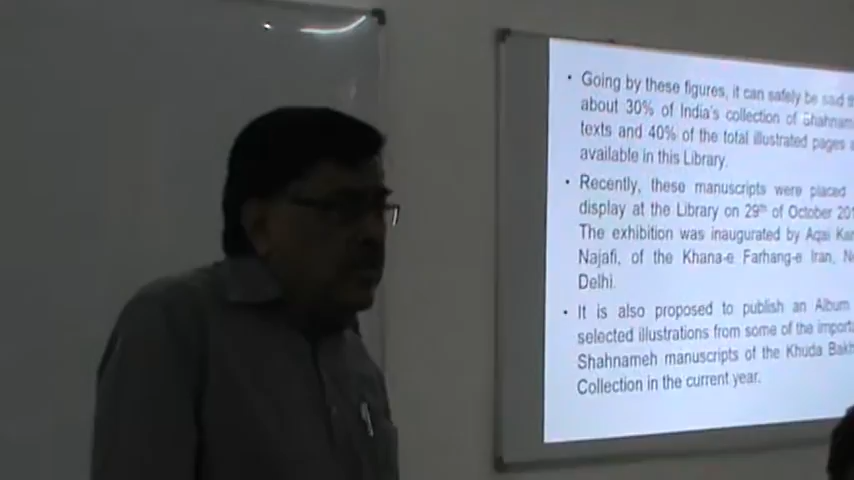 • Going by these figures, it can safely be said
about 30% of India's collection of
texts and 40% of the total illustrated pages
available in this Library.
• Recently, these manuscripts were placed
display at the Library on 29th of October
The exhibition was inaugurated by Aqai
Najafi, of the Khana-e Farhang-e Iran,
Delhi.
• It is also proposed to publish an Album
selected illustrations from some of the
Shahnameh manuscripts of the Khuda
Collection in the current year.